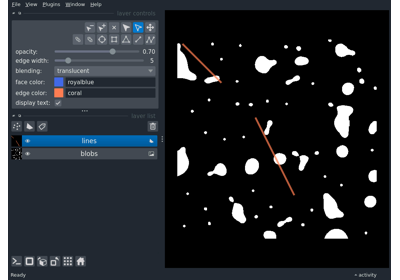 File View Plugins Window Help
layer controls
opacity: 0.70
edge width: 5
blending: translucent
face color: royalblue
edge color: coral
display text:
layer list
lines
blobs
Ready
activity